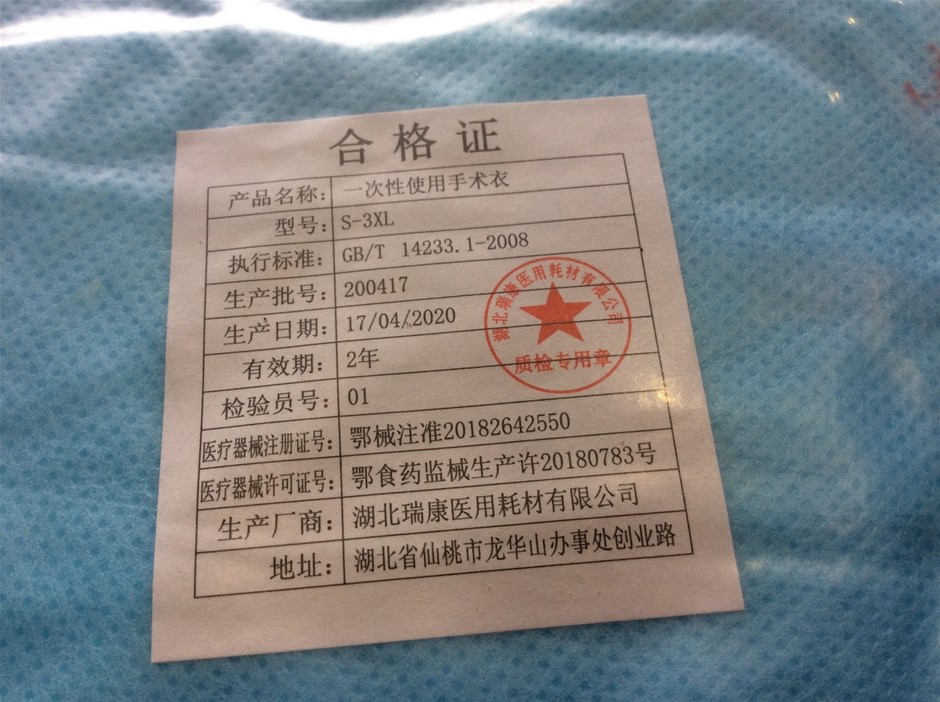 合格证
产品名称： 一次性使用手术衣
型号： S-3XL
执行标准： GB/T 14233.1-2008
生产批号： 200417
生产日期： 17/04/2020
有效期： 2年
检验员号： 01
医疗器械注册证号： 鄂械注准20182642550
医疗器械许可证号： 鄂食药监械生产许20180783号
生产厂商： 湖北瑞康医用耗材有限公司
地址： 湖北省仙桃市龙华山办事处创业路
湖北瑞康医用耗材有限公司
质检专用章